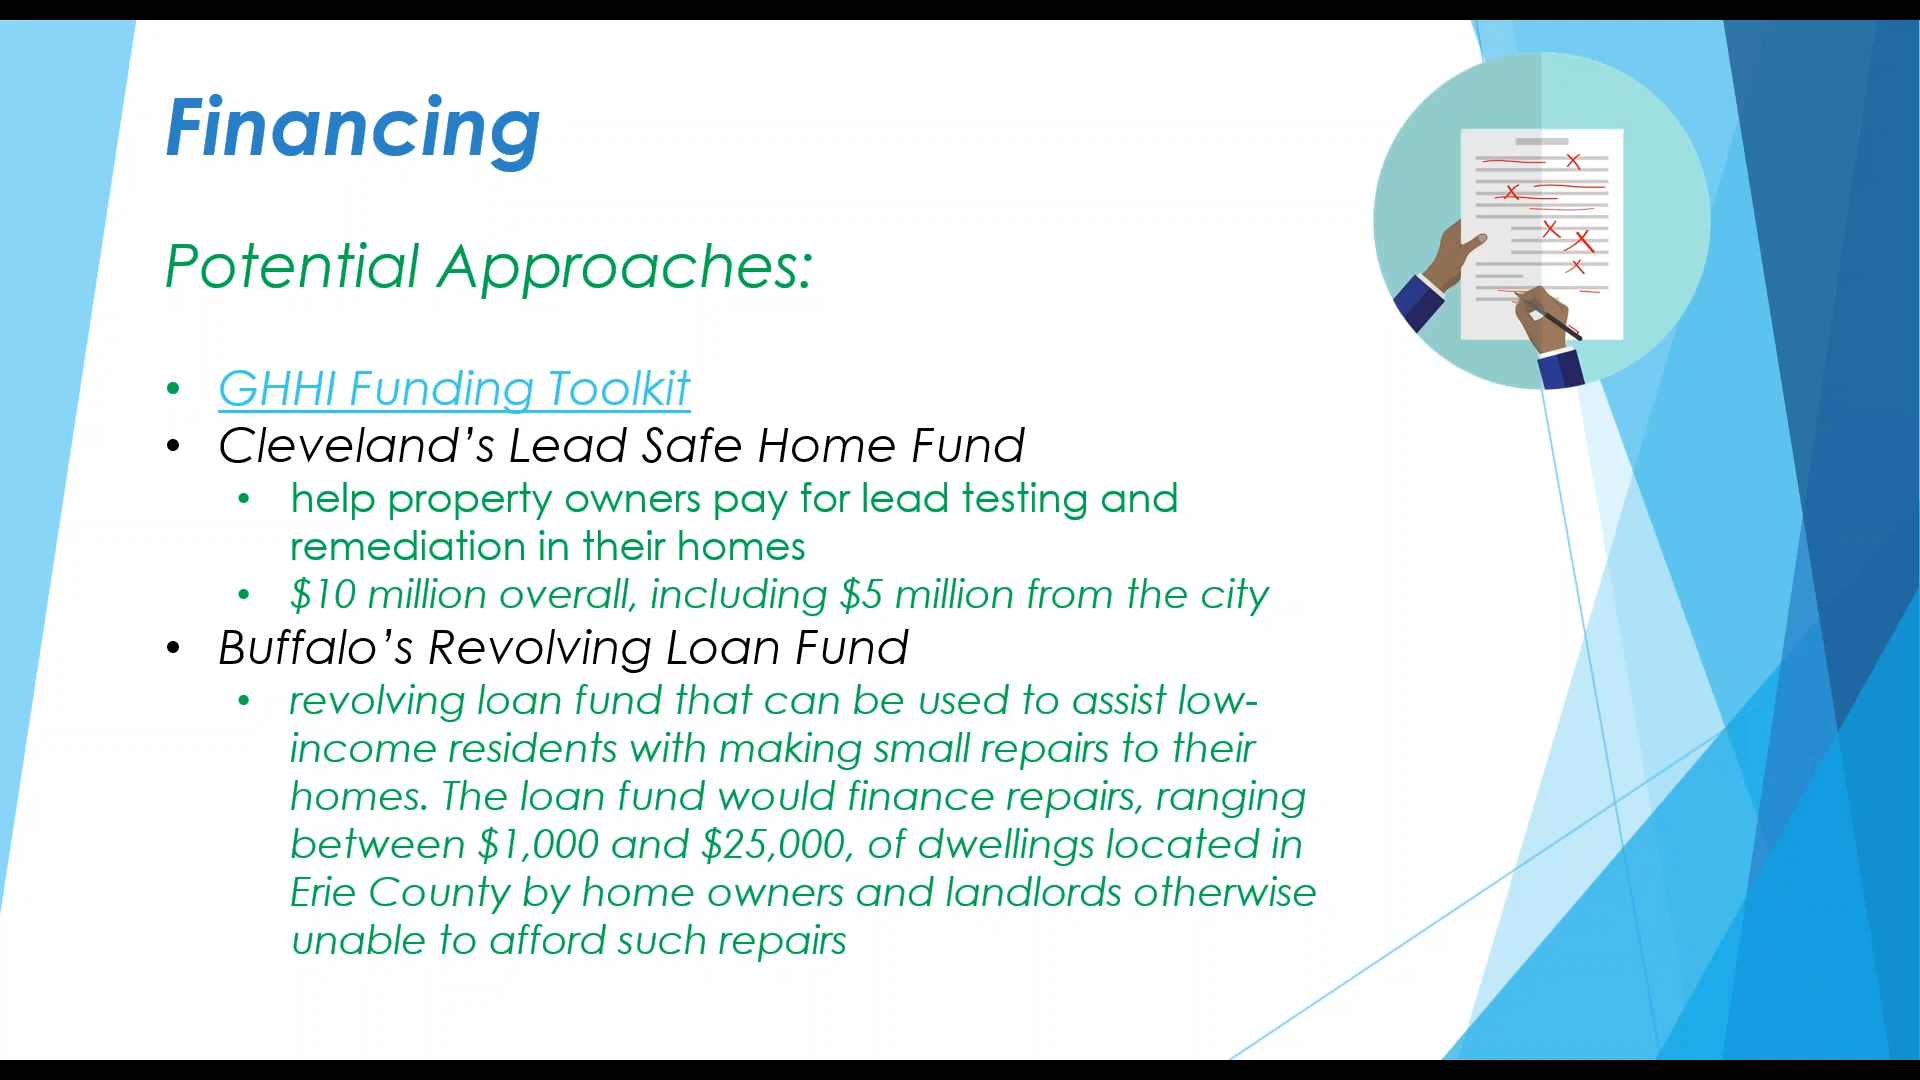 Financing
Potential Approaches:
• GHHI Funding Toolkit
• Cleveland’s Lead Safe Home Fund
• help property owners pay for lead testing and
remediation in their homes
• $10 million overall, including $5 million from the city
• Buffalo’s Revolving Loan Fund
• revolving loan fund that can be used to assist low-
income residents with making small repairs to their
homes. The loan fund would finance repairs, ranging
between $1,000 and $25,000, of dwellings located in
Erie County by home owners and landlords otherwise
unable to afford such repairs